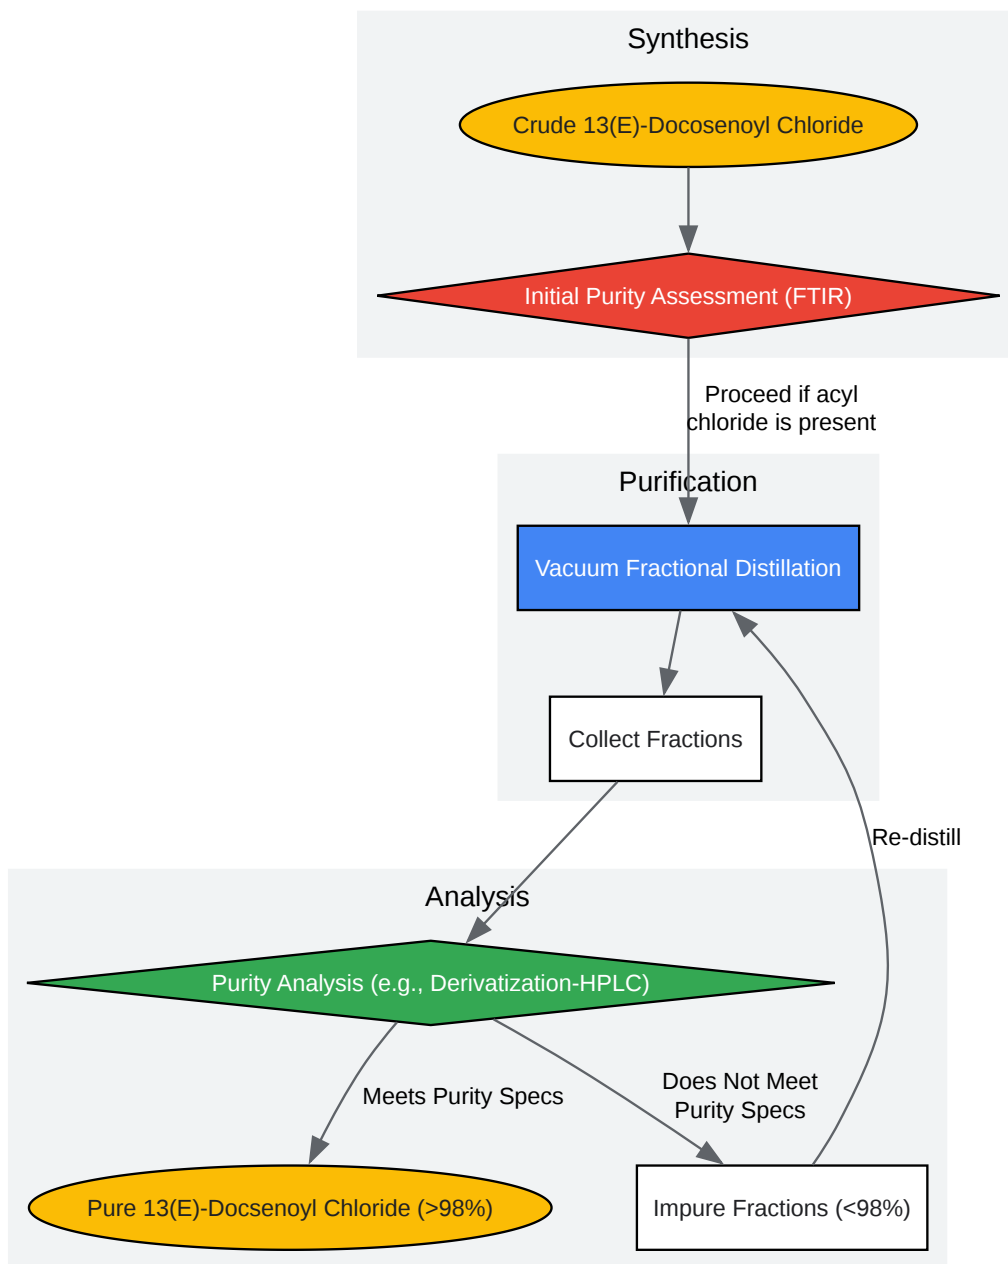 Synthesis
Crude 13(E)-Docosenoyl Chloride
Initial Purity Assessment (FTIR)
Proceed if acyl
chloride is present
Purification
Vacuum Fractional Distillation
Collect Fractions
Re-distill
Analysis
Purity Analysis (e.g., Derivatization-HPLC)
Meets Purity Specs
Does Not Meet
Purity Specs
Pure 13(E)-Docsenoyl Chloride (>98%)
Impure Fractions (<98%)